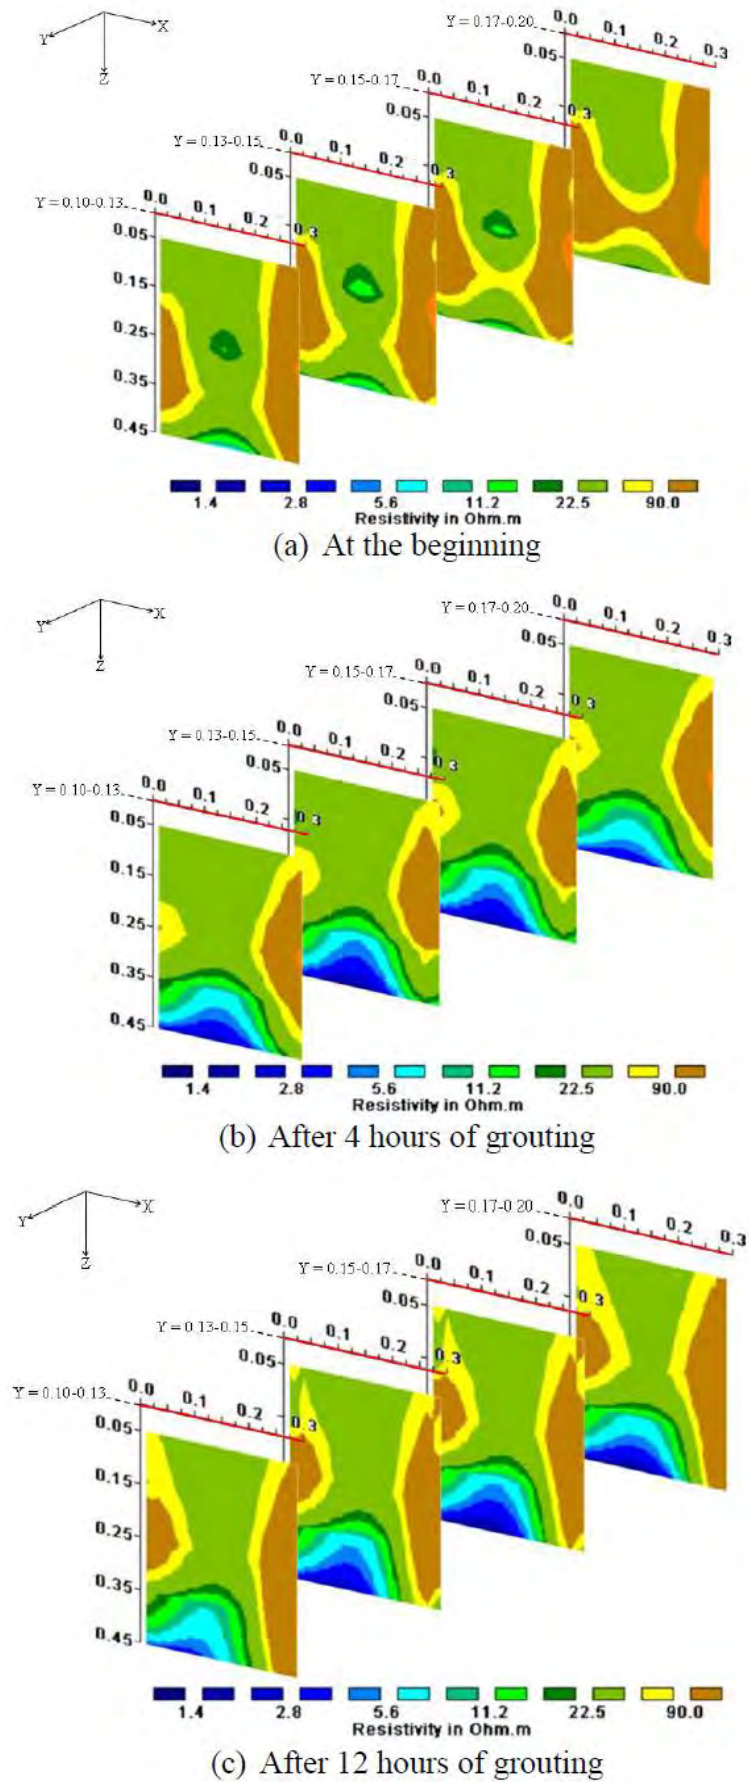 Y X Z
Y = 0.17-0.20 0.0 0.1 0.2 0.3
0.05
Y = 0.15-0.17 0.0 0.1 0.2 0.3
0.05
Y = 0.13-0.15 0.0 0.1 0.2 0.3
0.05
Y = 0.10-0.13 0.0 0.1 0.2 0.3
0.05
0.15
0.25
0.35
0.45
1.4 2.8 5.6 11.2 22.5 90.0
Resistivity in Ohm.m
(a) At the beginning
Y X Z
Y = 0.17-0.20 0.0 0.1 0.2 0.3
0.05
Y = 0.15-0.17 0.0 0.1 0.2 0.3
0.05
Y = 0.13-0.15 0.0 0.1 0.2 0.3
0.05
Y = 0.10-0.13 0.0 0.1 0.2 0.3
0.05
0.15
0.25
0.35
0.45
1.4 2.8 5.6 11.2 22.5 90.0
Resistivity in Ohm.m
(b) After 4 hours of grouting
Y X Z
Y = 0.17-0.20 0.0 0.1 0.2 0.3
0.05
Y = 0.15-0.17 0.0 0.1 0.2 0.3
0.05
Y = 0.13-0.15 0.0 0.1 0.2 0.3
0.05
Y = 0.10-0.13 0.0 0.1 0.2 0.3
0.05
0.15
0.25
0.35
0.45
1.4 2.8 5.6 11.2 22.5 90.0
Resistivity in Ohm.m
(c) After 12 hours of grouting